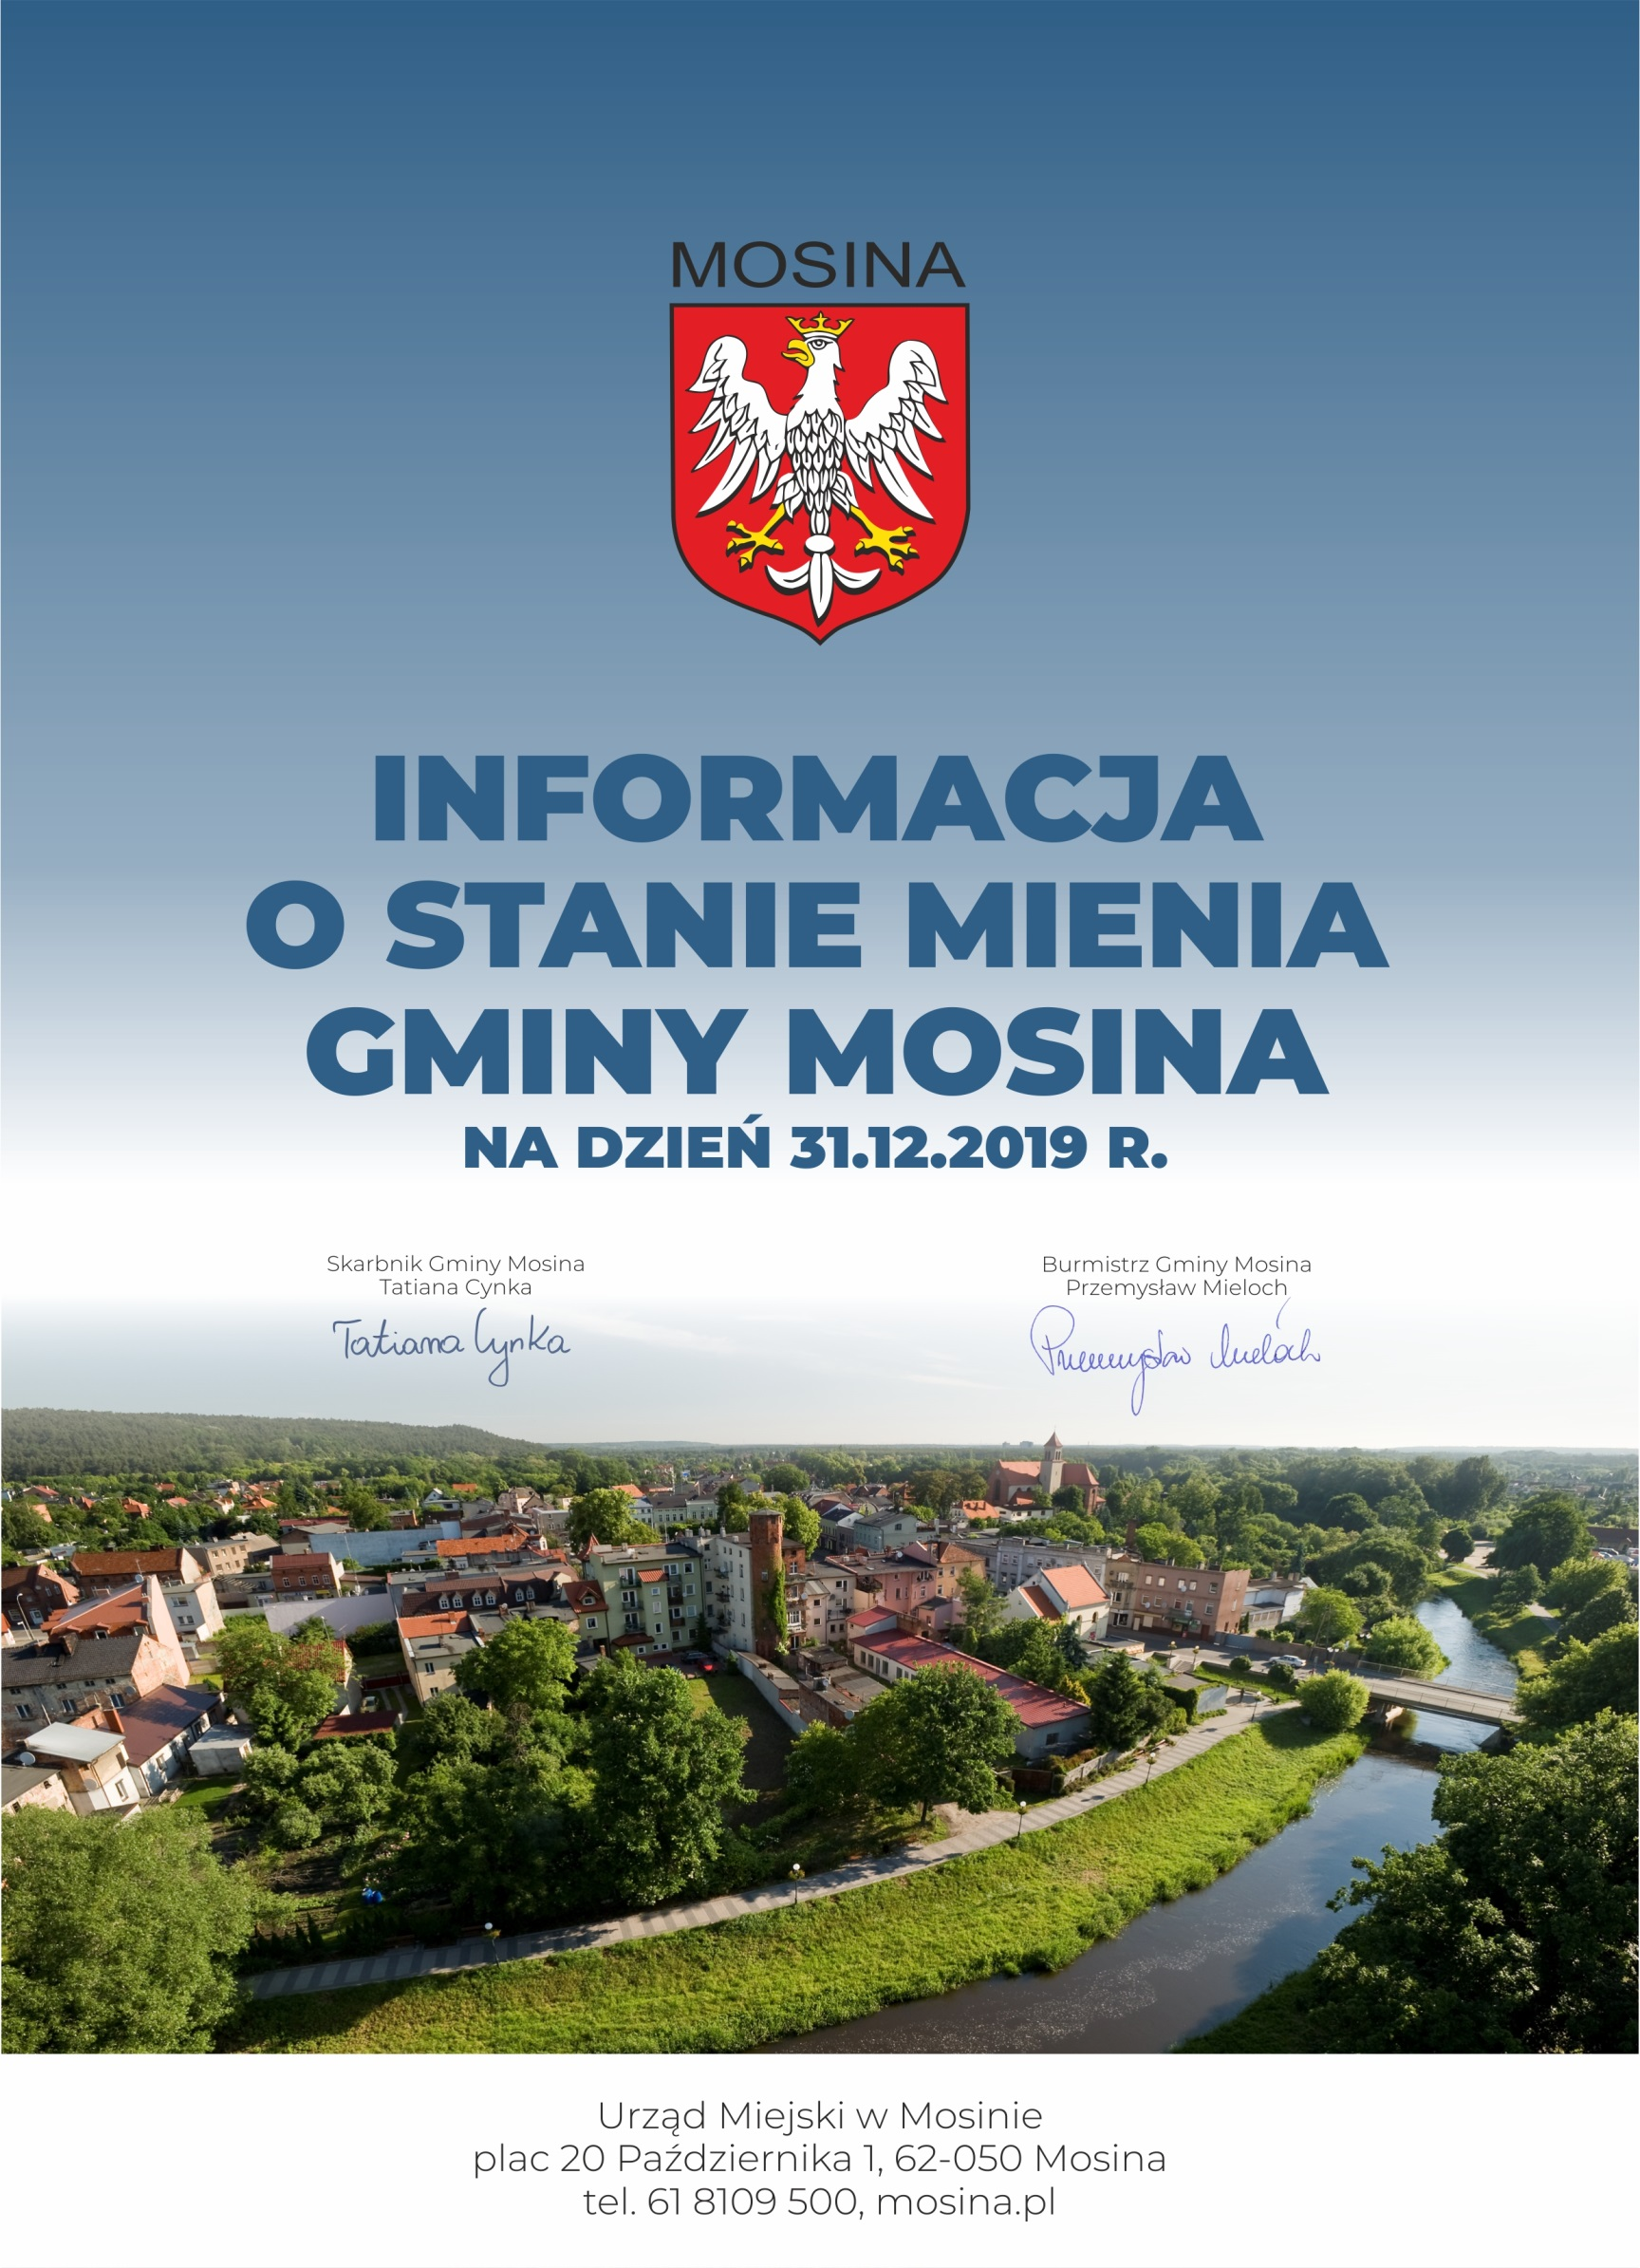 MOSINA
INFORMACJA
O STANIE MIENIA
GMINY MOSINA
NA DZIEŃ 31.12.2019 R.
Skarbnik Gminy Mosina
Tatiana Cynka
Tatiana Cynka
Burmistrz Gminy Mosina
Przemysław Mieloch
Przemysław Mieloch
Urząd Miejski w Mosinie
plac 20 Października 1, 62-050 Mosina
tel. 61 8109 500, mosina.pl